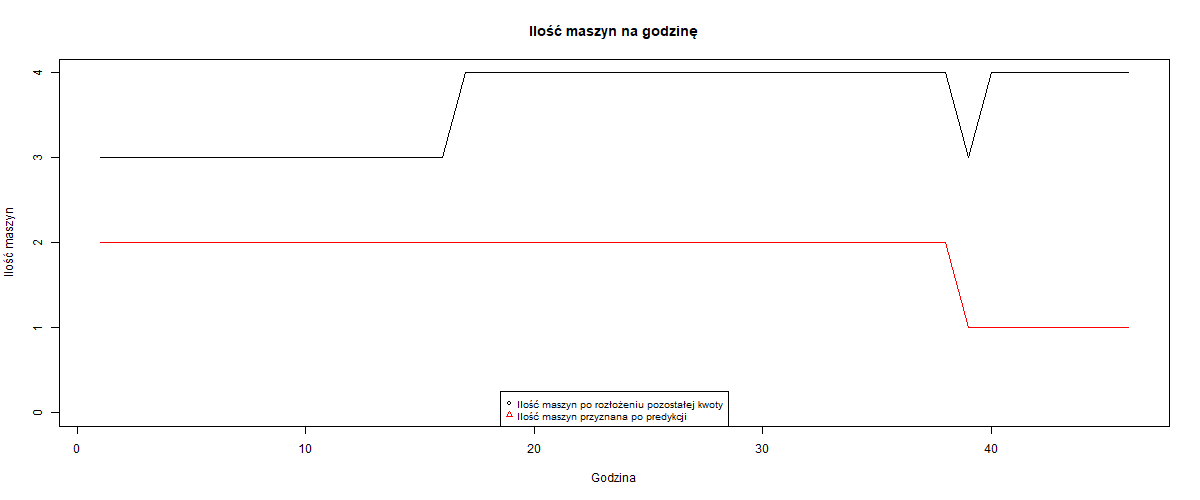 Ilość maszyn na godzinę
Ilość maszyn
4
3
2
1
0
Ilość maszyn po rozłożeniu pozostałej kwoty
Ilość maszyn przyznana po predykcji
0 10 20 30 40
Godzina